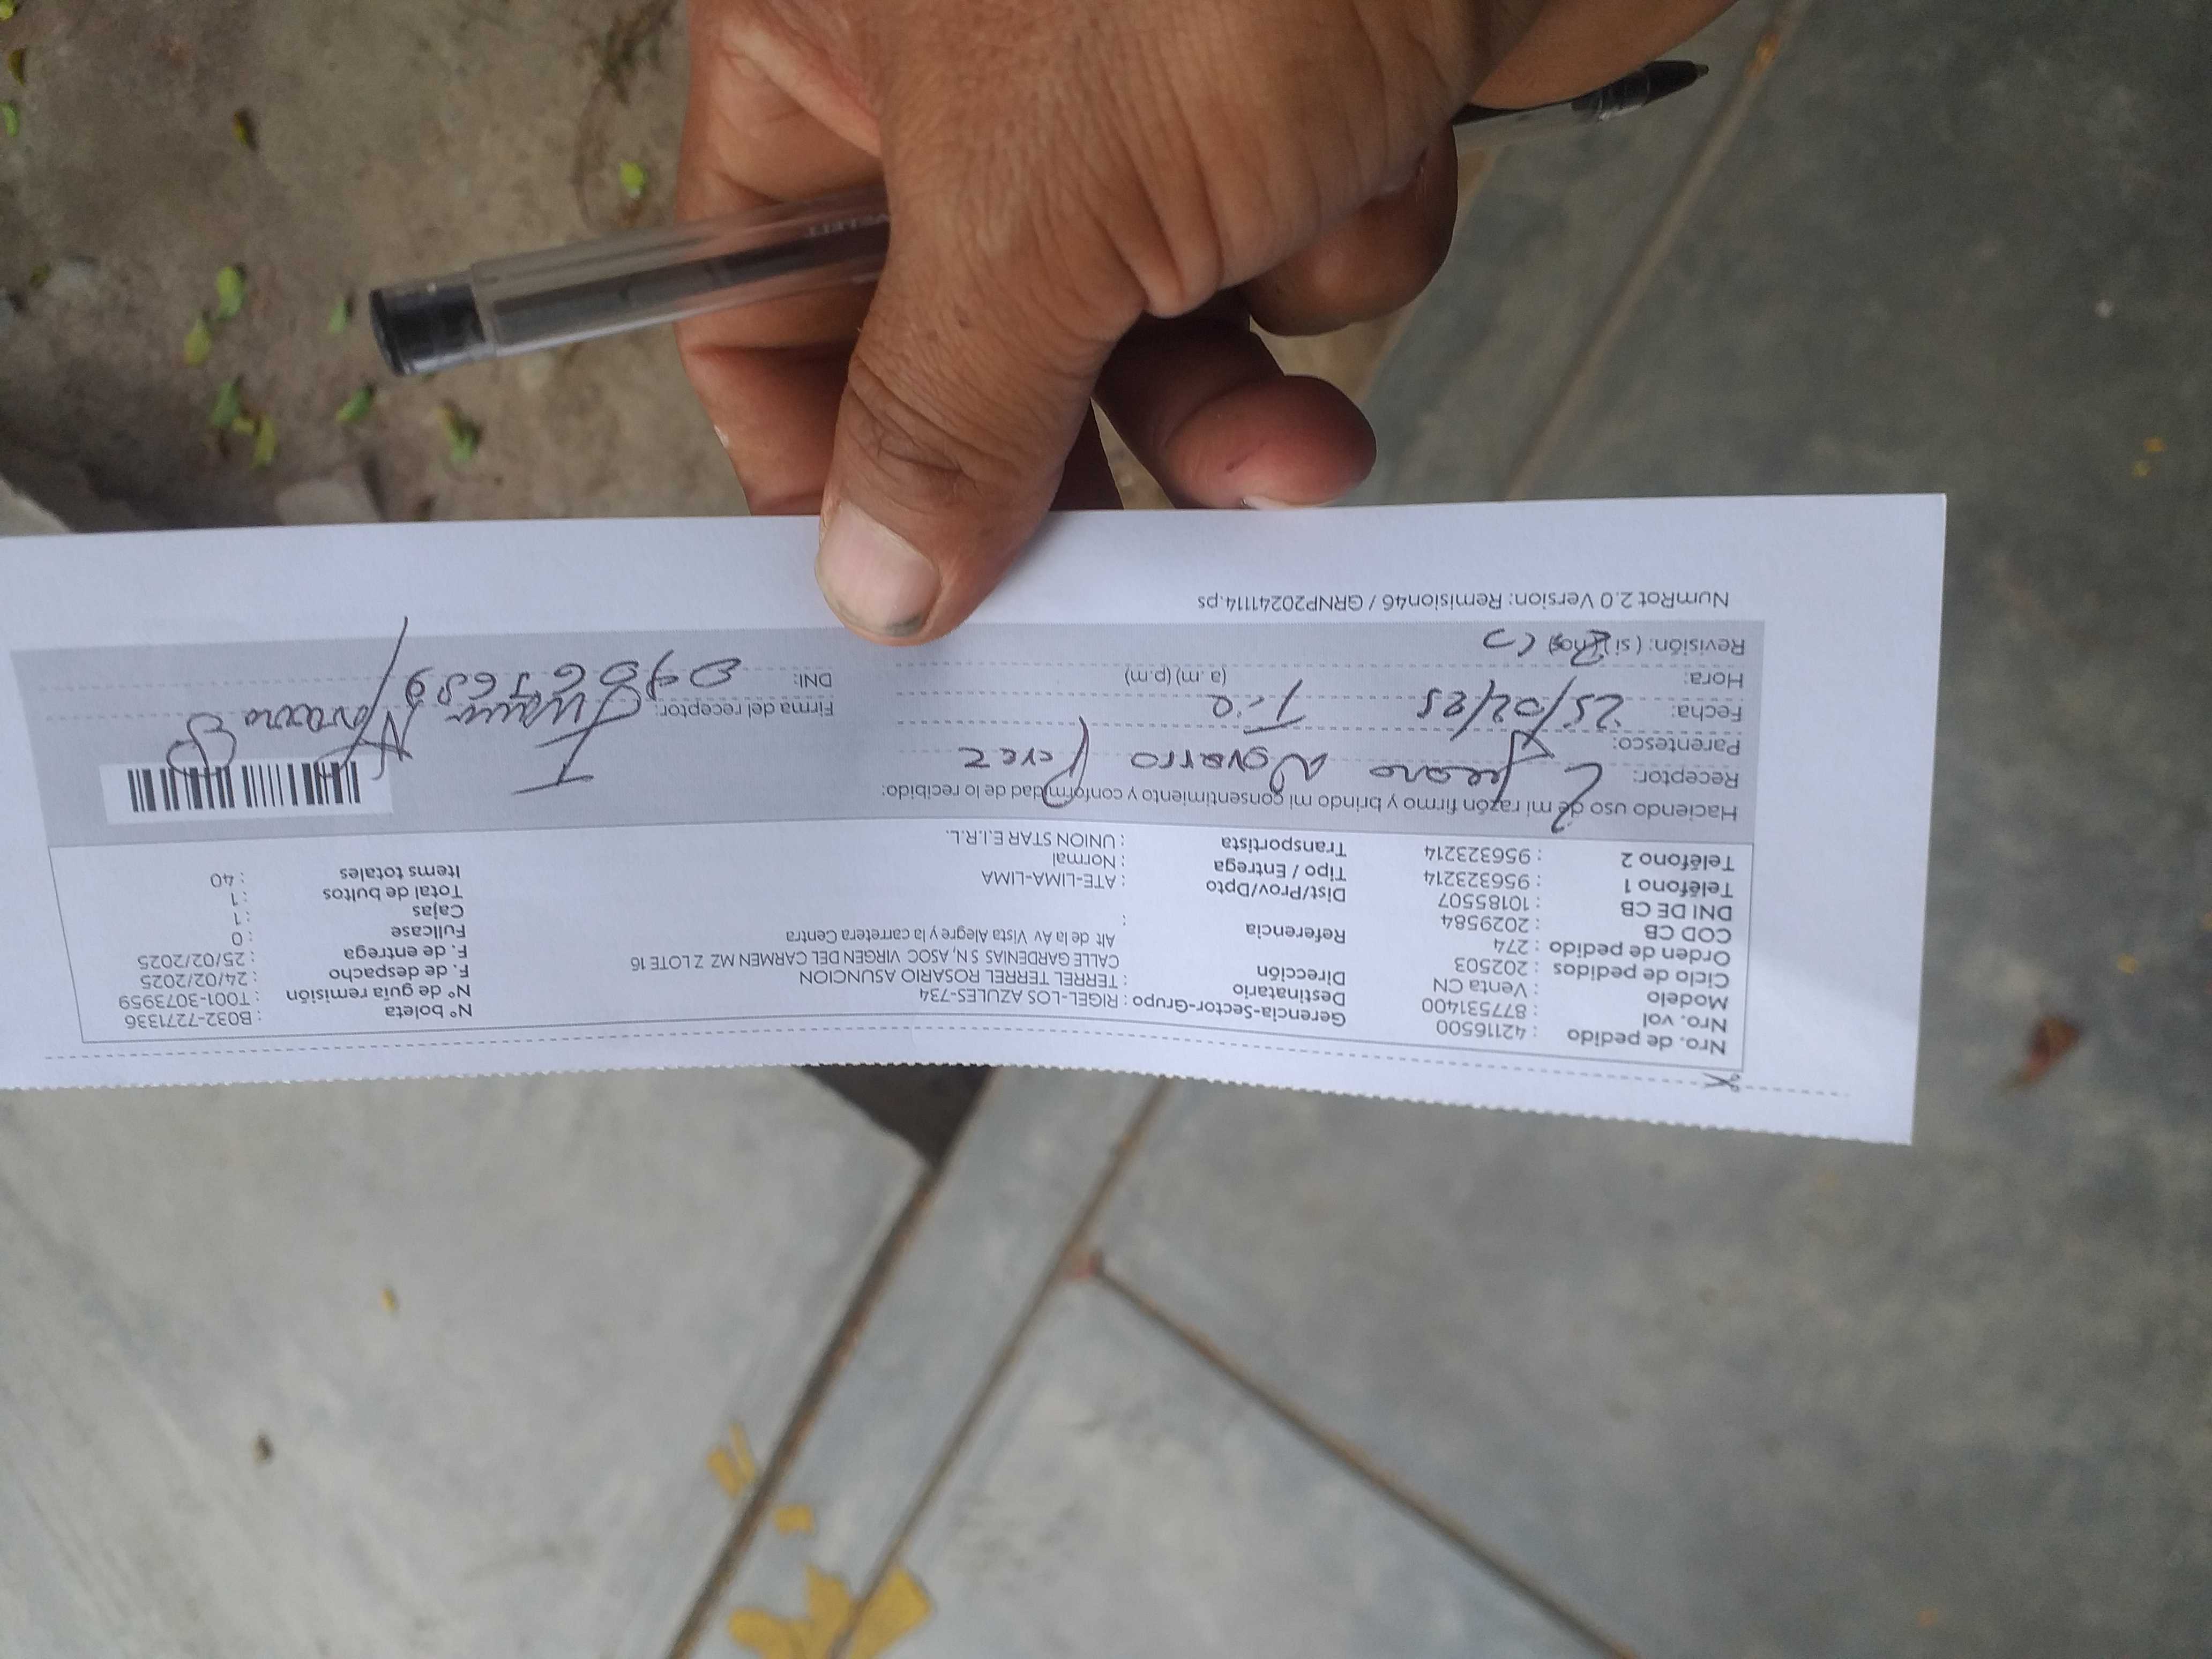 Nro. de pedido : 42116500
Nro. vol : 877531400
Modelo : Venta CN
Ciclo de pedidos : 202503
Orden de pedido : 274
COD CB : 2029584
DNI DE CB : 10185507
Teléfono 1 : 956323214
Teléfono 2 : 956323214
Gerencia-Sector-Grupo : RIGEL-LOS AZULES-734
Destinatario : TERREL TERREL ROSARIO ASUNCION
Dirección CALLE GARDENIAS S N, ASOC VIRGEN DEL CARMEN MZ Z LOTE 16
Alt de la Av Vista Alegre y la carretera Centra
Referencia :
Dist/Prov/Dpto : ATE-LIMA-LIMA
Tipo / Entrega : Normal
Transportista : UNION STAR E.I.R.L.
N° boleta : B032-7271336
N° de guía remisión : T001-3073959
F. de despacho : 24/02/2025
F. de entrega : 25/02/2025
Fullcase : 0
Cajas : 1
Total de bultos : 1
Items totales : 40
Haciendo uso de mi razón firmo y brindo mi consentimiento y conformidad de lo recibido:
Receptor: Navarro Perez
Parentesco:
Fecha: 25/02/25
Hora: (a.m) (p.m)
Revisión: ( si ) ( no )
Firma del receptor: Navarro
DNI:
NumRot 2.0 Version: Remision46 / GRNP20241114.ps